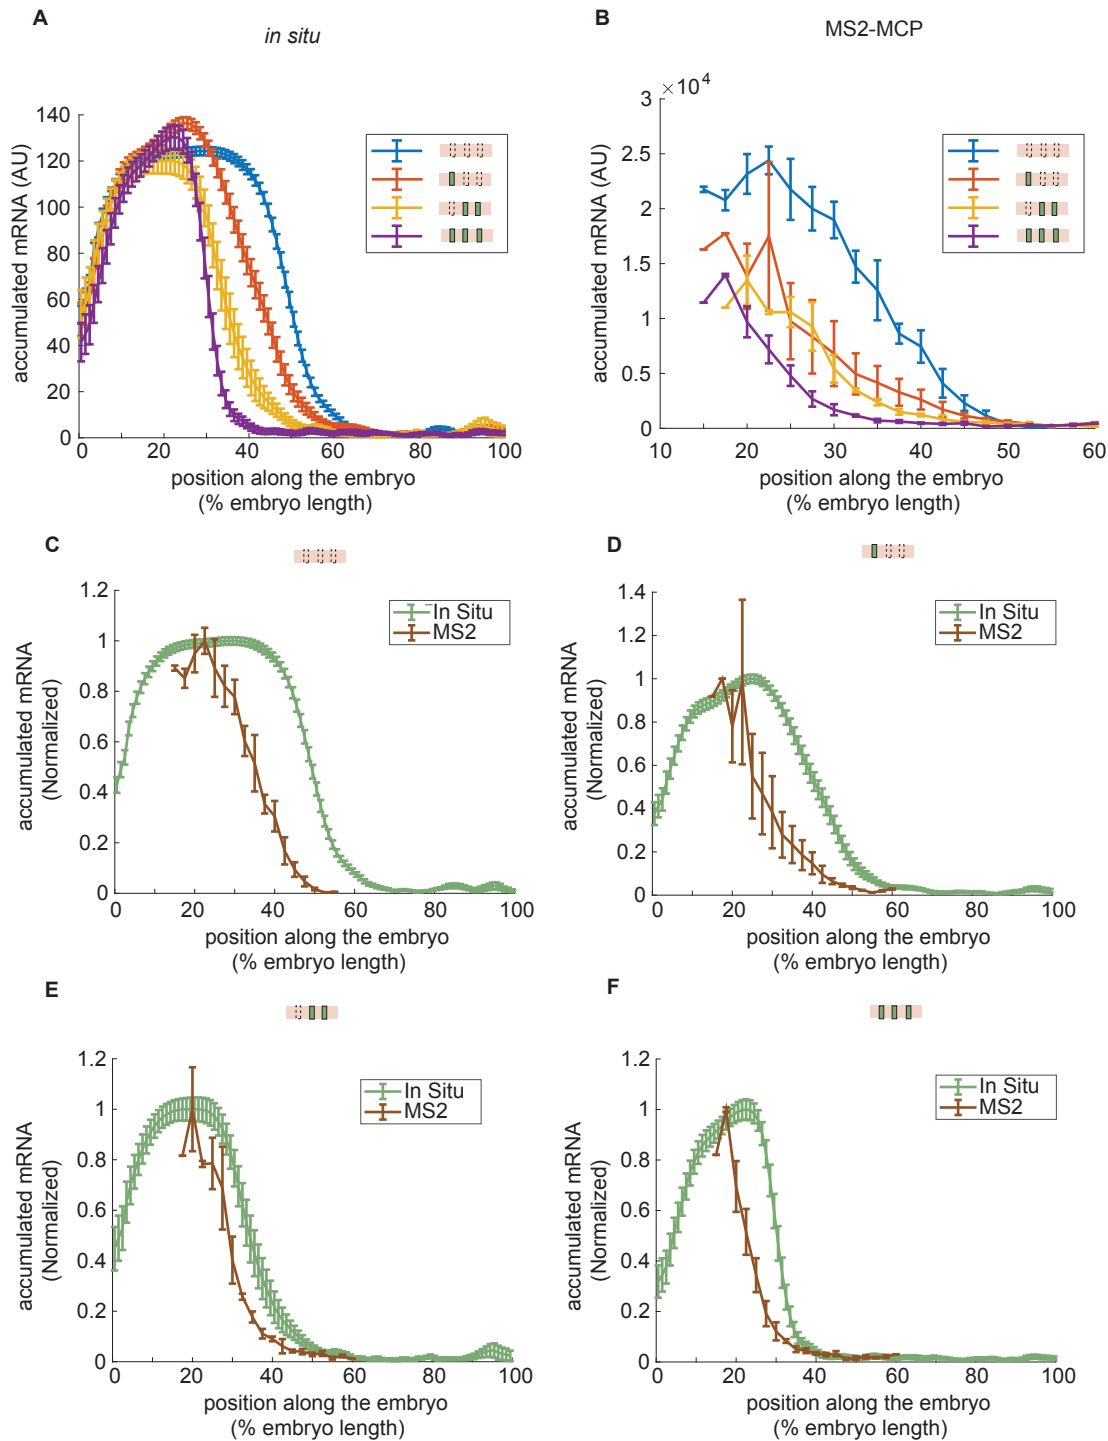 A
in situ
B
MS2-MCP
accumulated mRNA (AU)
140
120
100
80
60
40
20
0
0
20
40
60
80
100
position along the embryo
(% embryo length)
×10⁴
accumulated mRNA (AU)
3
2.5
2
1.5
1
0.5
0
10
20
30
40
50
60
position along the embryo
(% embryo length)
C
accumulated mRNA
(Normalized)
1.2
1
0.8
0.6
0.4
0.2
0
In Situ
MS2
0
20
40
60
80
100
position along the embryo
(% embryo length)
D
accumulated mRNA
(Normalized)
1.4
1.2
1
0.8
0.6
0.4
0.2
0
In Situ
MS2
0
20
40
60
80
100
position along the embryo
(% embryo length)
E
accumulated mRNA
(Normalized)
1.2
1
0.8
0.6
0.4
0.2
0
In Situ
MS2
0
20
40
60
80
100
position along the embryo
(% embryo length)
F
accumulated mRNA
(Normalized)
1.2
1
0.8
0.6
0.4
0.2
0
In Situ
MS2
0
20
40
60
80
100
position along the embryo
(% embryo length)